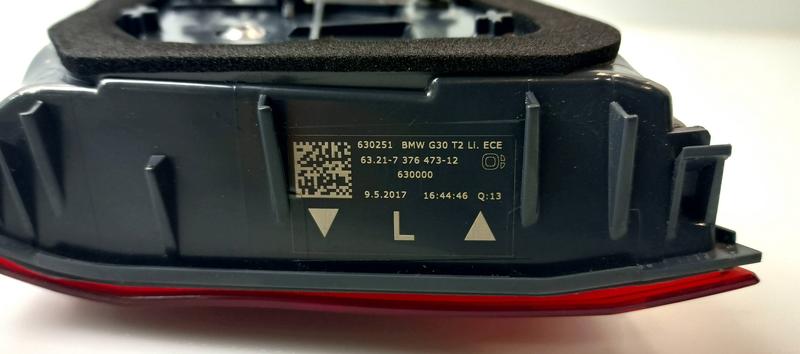 630251 BMW G30 T2 LI. ECE
63.21-7 376 473-12
630000
9.5.2017 16:44:46 Q:13
L